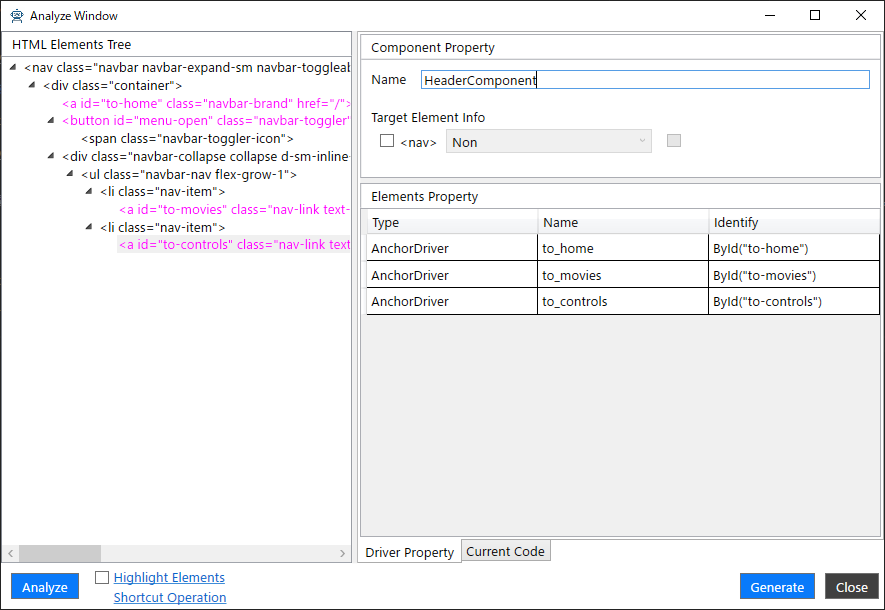 Analyze Window
HTML Elements Tree
<nav class="navbar navbar-expand-sm navbar-toggleab
<div class="container">
<a id="to-home" class="navbar-brand" href="/">
<button id="menu-open" class="navbar-toggler"
<span class="navbar-toggler-icon">
<div class="navbar-collapse collapse d-sm-inline-
<ul class="navbar-nav flex-grow-1">
<li class="nav-item">
<a id="to-movies" class="nav-link text-
<li class="nav-item">
<a id="to-controls" class="nav-link text
Analyze
Highlight Elements
Shortcut Operation
Component Property
Name HeaderComponent
Target Element Info
<nav> Non
Elements Property
Type Name Identify
AnchorDriver to_home ById("to-home")
AnchorDriver to_movies ById("to-movies")
AnchorDriver to_controls ById("to-controls")
Driver Property Current Code
Generate Close